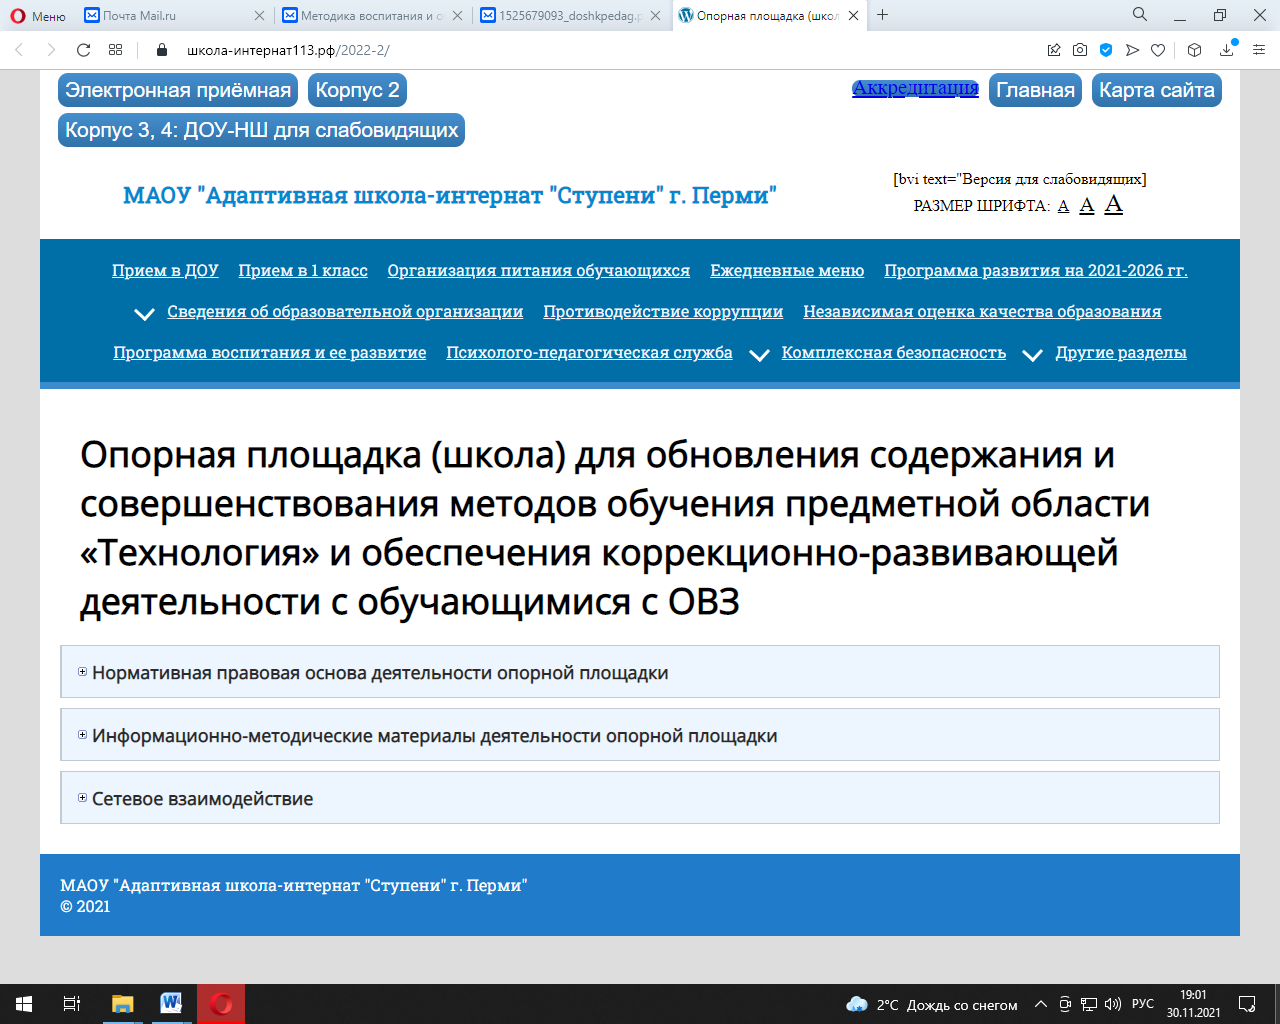 Меню
Почта Mail.ru
Методика воспитания и о
1525679093_doshkpedag.p
Опорная площадка (школ
школа-интернат113.рф/2022-2/
Электронная приёмная
Корпус 2
Аккредитация
Главная
Карта сайта
Корпус 3, 4: ДОУ-НШ для слабовидящих
МАОУ "Адаптивная школа-интернат "Ступени" г. Перми"
[bvi text="Версия для слабовидящих]
РАЗМЕР ШРИФТА: A A A
Прием в ДОУ Прием в 1 класс Организация питания обучающихся Ежедневные меню Программа развития на 2021-2026 гг.
Сведения об образовательной организации Противодействие коррупции Независимая оценка качества образования
Программа воспитания и ее развитие Психолого-педагогическая служба Комплексная безопасность Другие разделы
Опорная площадка (школа) для обновления содержания и
совершенствования методов обучения предметной области
«Технология» и обеспечения коррекционно-развивающей
деятельности с обучающимися с ОВЗ
Нормативная правовая основа деятельности опорной площадки
Информационно-методические материалы деятельности опорной площадки
Сетевое взаимодействие
МАОУ "Адаптивная школа-интернат "Ступени" г. Перми"
© 2021
2°C Дождь со снегом
РУС
19:01
30.11.2021